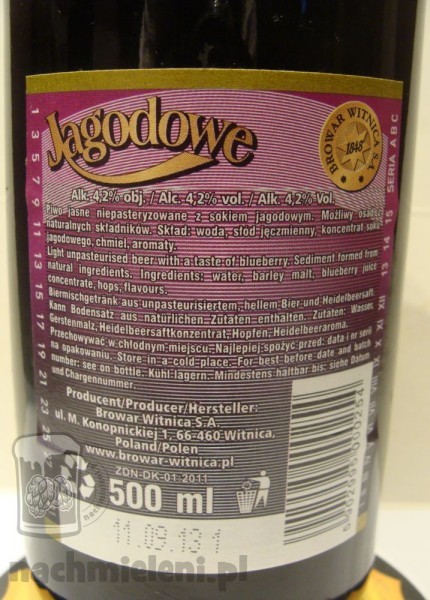 Jagodowe
BROWAR WITNICA S.A.
1848
Alk. 4,2% obj. / Alc. 4,2% vol. / Alk. 4,2% Vol.
Piwo jasne niepasteryzowane z sokiem jagodowym. Możliwy osad
naturalnych składników. Skład: woda, słód jęczmienny, koncentrat soku
jagodowego, chmiel, aromaty.
Light unpasteurised beer with a taste of blueberry. Sediment formed from
natural ingredients. Ingredients: water, barley malt, blueberry juice
concentrate, hops, flavours.
Biermischgetränk aus unpasteurisiertem, hellem Bier und Heidelbeersaft.
Kann Bodensatz aus natürlichen Zutaten enthalten. Zutaten: Wasser,
Gerstenmalz, Heidelbeersaftkonzentrat, Hopfen, Heidelbeeraroma.
Przechowywać w chłodnym miejscu. Najlepiej spożyć przed: data i nr serii
na opakowaniu. Store in a cold place. For best before date and batch
number: see on bottle. Kühl lagern. Mindestens haltbar bis: siehe Datum
und Chargennummer.
Producent/Producer/Hersteller:
Browar Witnica S.A.
ul. M. Konopnickiej 1, 66-460 Witnica,
Poland/Polen
www.browar-witnica.pl
ZDN-DK-01.2011
500 ml
11.09.13 1
1 3 5 7 9 11 13 15 17 19 21 23 25
SERIA ABC
13 14 15
nachmieleni.pl